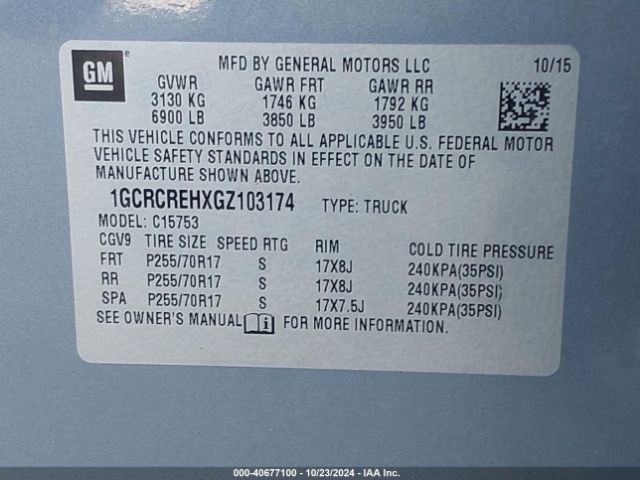 GM
®
MFD BY GENERAL MOTORS LLC 10/15
GVWR GAWR FRT GAWR RR
3130 KG 1746 KG 1792 KG
6900 LB 3850 LB 3950 LB
THIS VEHICLE CONFORMS TO ALL APPLICABLE U.S. FEDERAL MOTOR
VEHICLE SAFETY STANDARDS IN EFFECT ON THE DATE OF
MANUFACTURE SHOWN ABOVE.
1GCRCREHXGZ103174 TYPE: TRUCK
MODEL: C15753
CGV9 TIRE SIZE SPEED RTG RIM COLD TIRE PRESSURE
FRT P255/70R17 S 17X8J 240KPA(35PSI)
RR P255/70R17 S 17X8J 240KPA(35PSI)
SPA P255/70R17 S 17X7.5J 240KPA(35PSI)
SEE OWNER'S MANUAL FOR MORE INFORMATION.
000-40677100 - 10/23/2024 - IAAI.com